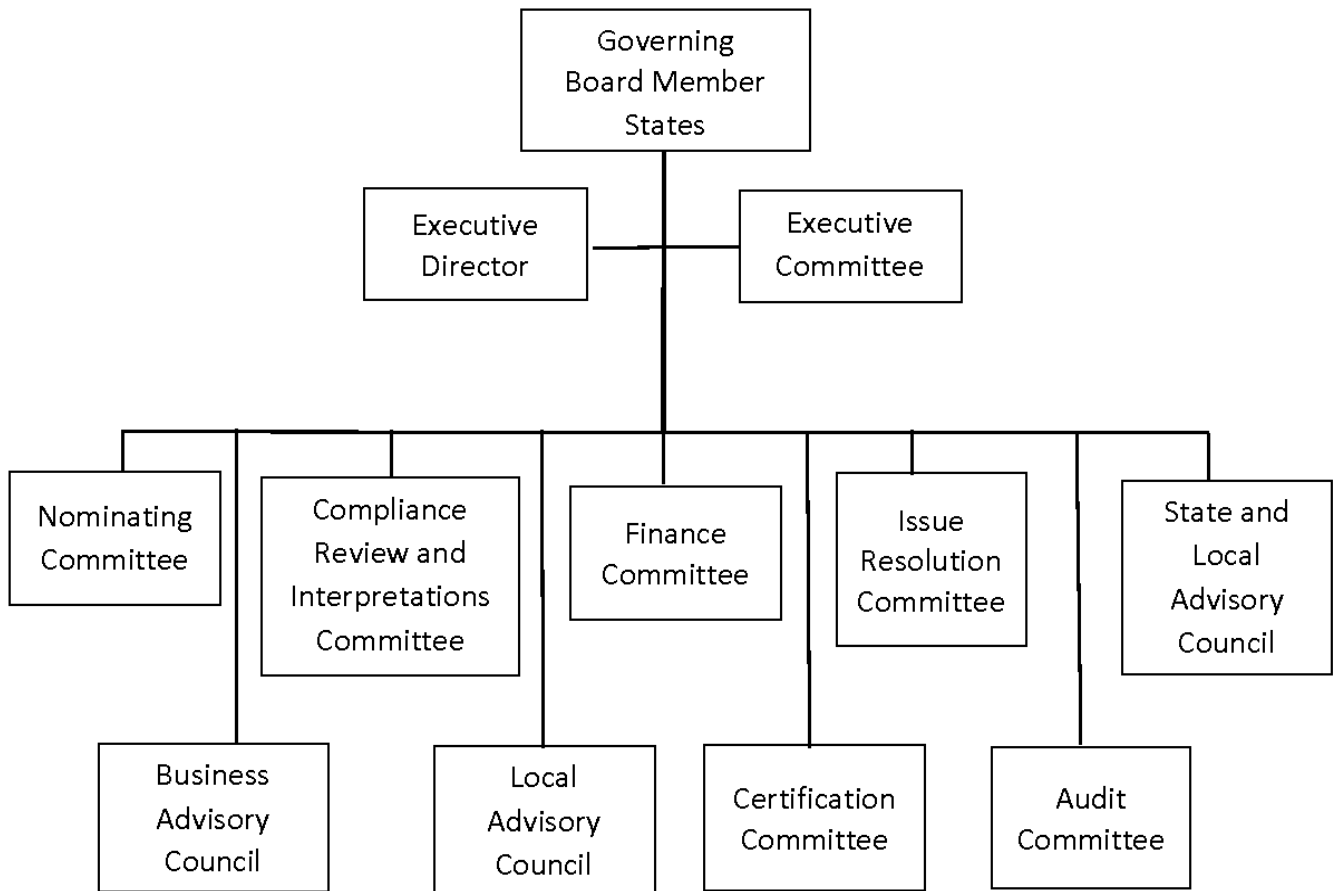 Governing
Board Member
States
Executive
Director
Executive
Committee
Nominating
Committee
Compliance
Review and
Interpretations
Committee
Finance
Committee
Issue
Resolution
Committee
State and
Local
Advisory
Council
Business
Advisory
Council
Local
Advisory
Council
Certification
Committee
Audit
Committee